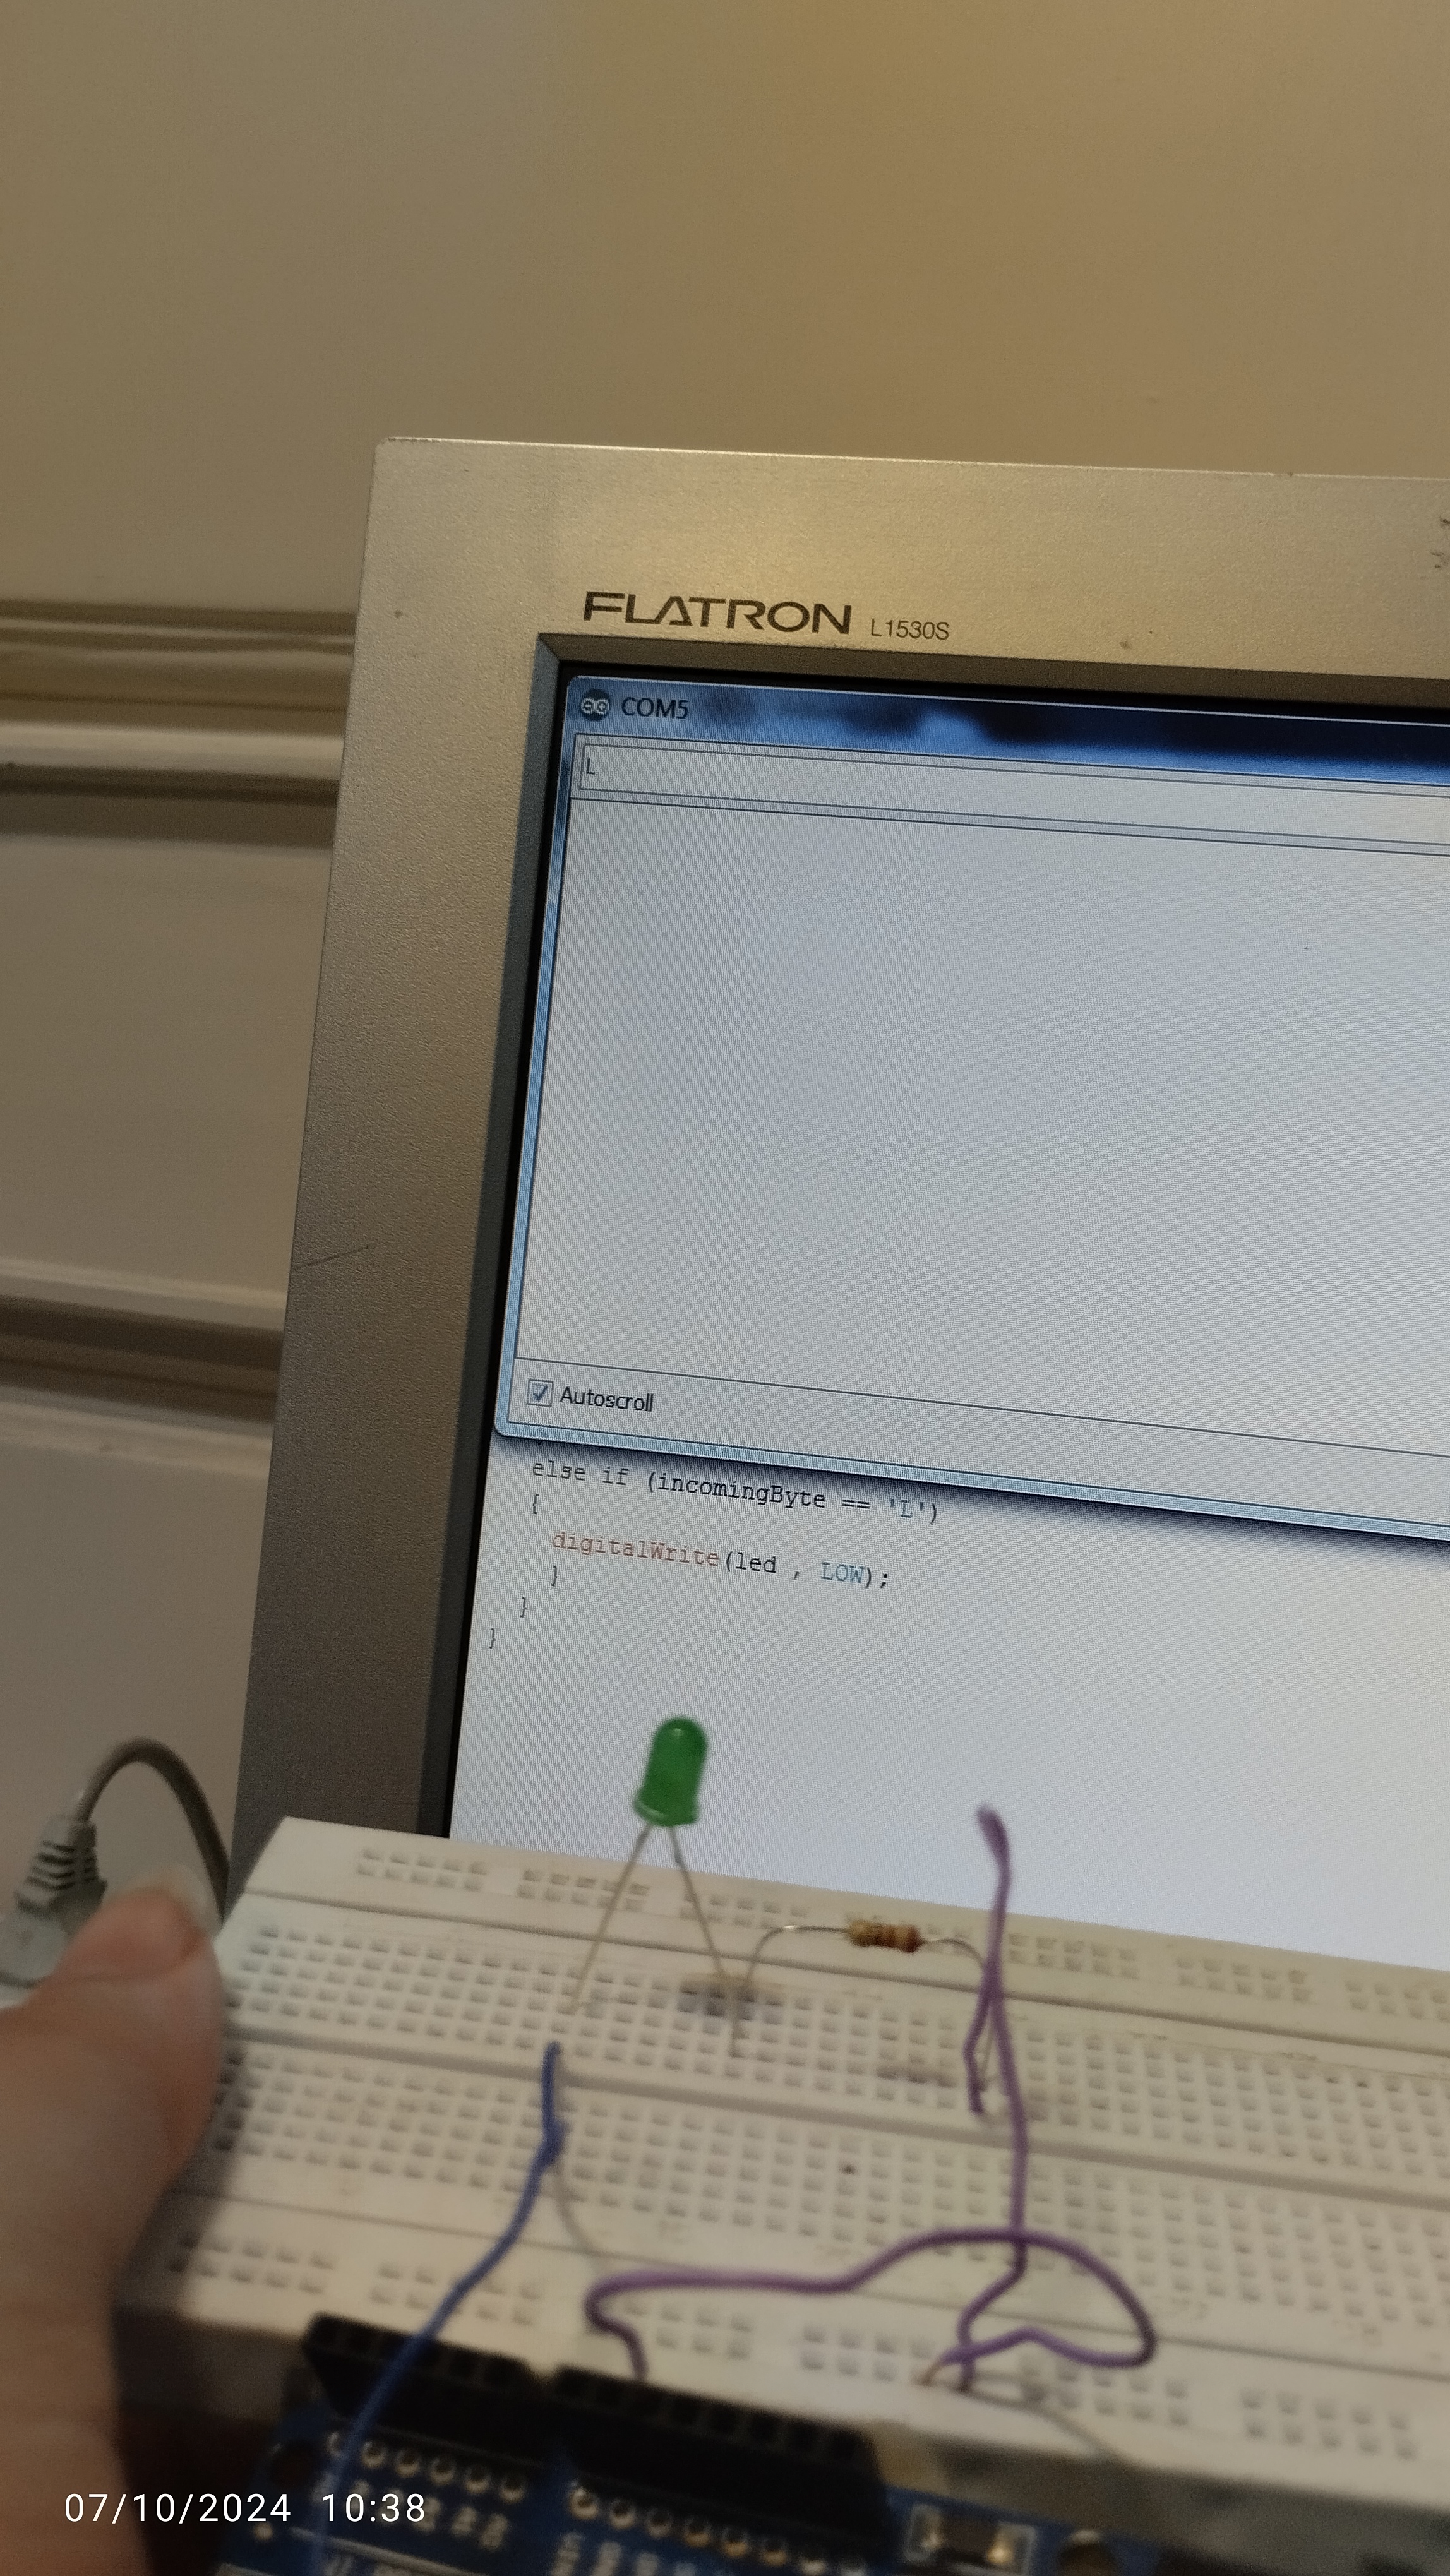 FLATRON L1530S
COM5
L
Autoscroll
else if (incomingByte == 'L')
{
digitalWrite(led , LOW);
}
}
}
07/10/2024 10:38